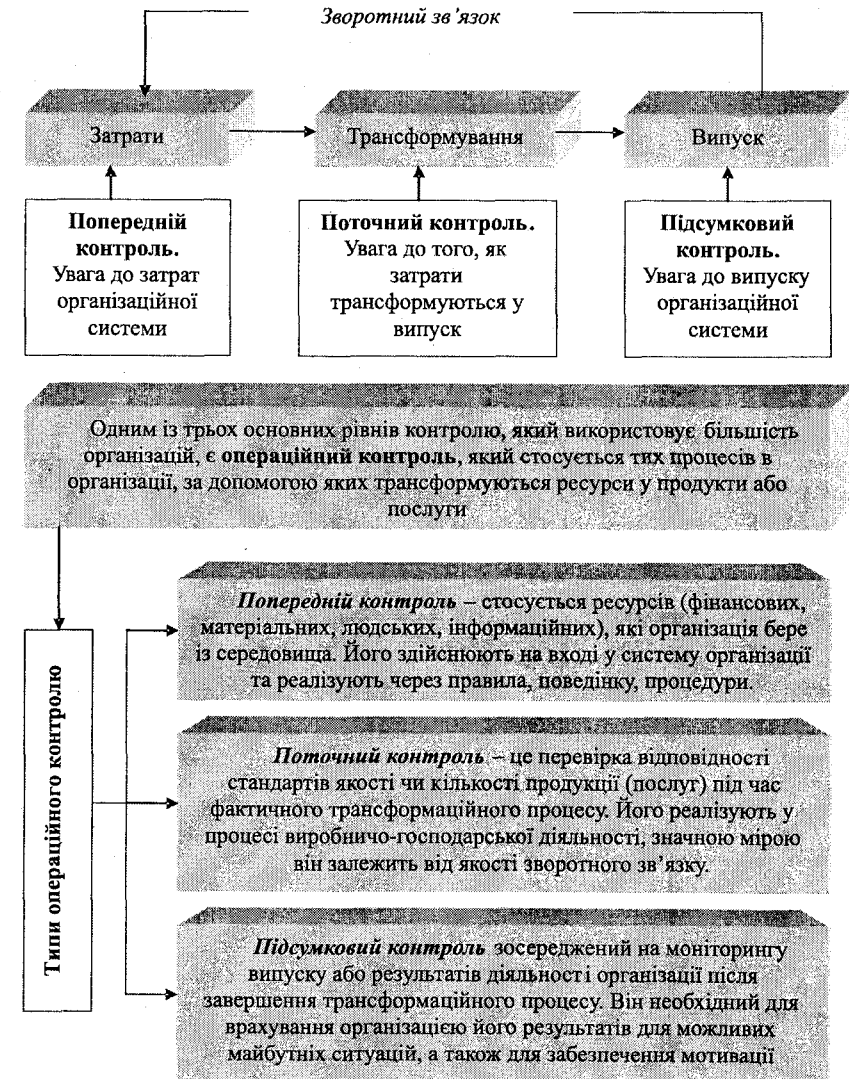 Зворотний зв’язок
Затрати
Трансформування
Випуск
Попередній
контроль.
Увага до затрат
організаційної
системи
Поточний контроль.
Увага до того, як
затрати
трансформуються у
випуск
Підсумковий
контроль.
Увага до випуску
організаційної
системи
Одним із трьох основних рівнів контролю, який використовує більшість
організацій, є операційний контроль, який стосується тих процесів в
організації, за допомогою яких трансформуються ресурси у продукти або
послуги
Типи операційного контролю
Попередній контроль – стосується ресурсів (фінансових,
матеріальних, людських, інформаційних), які організація бере
із середовища. Його здійснюють на вході у систему організації
та реалізують через правила, поведінку, процедури.
Поточний контроль – це перевірка відповідності
стандартів якості чи кількості продукції (послуг) під час
фактичного трансформаційного процесу. Його реалізують у
процесі виробничо-господарської діяльності, значною мірою
він залежить від якості зворотного зв’язку.
Підсумковий контроль зосереджений на моніторингу
випуску або результатів діяльності організації після
завершення трансформаційного процесу. Він необхідний для
врахування організацією його результатів для можливих
майбутніх ситуацій, а також для забезпечення мотивації